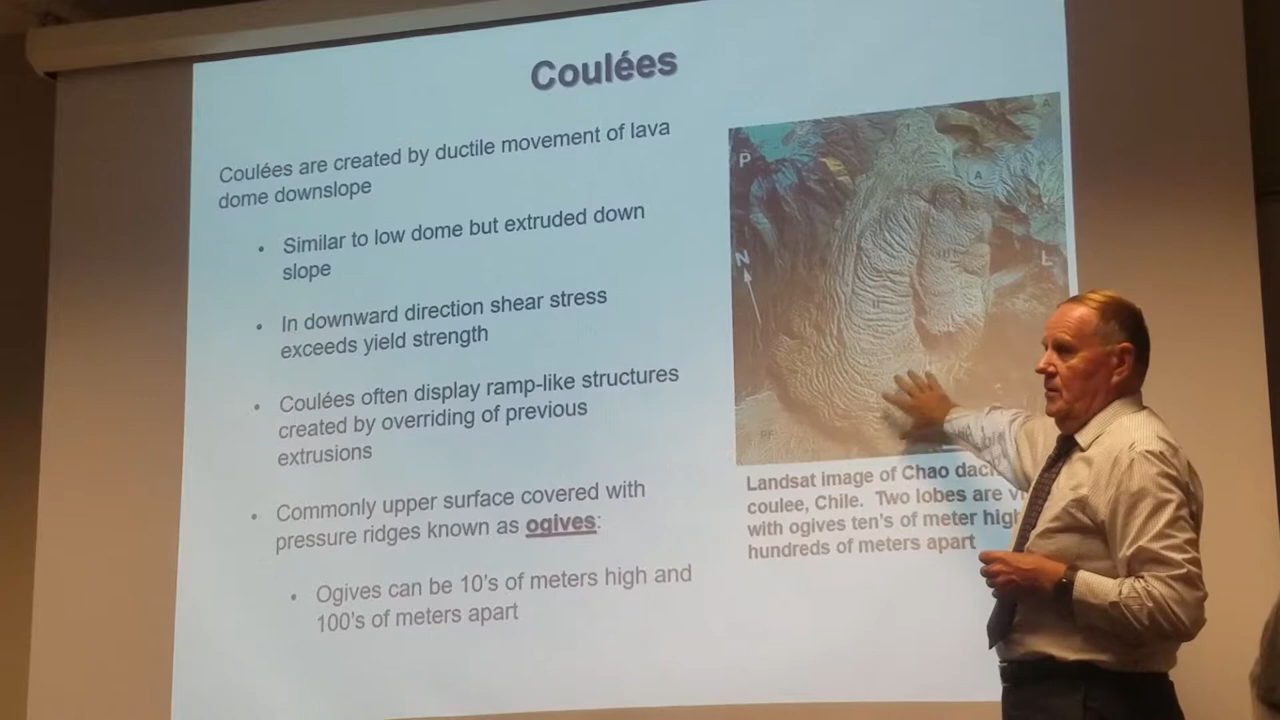 Coulées
Coulées are created by ductile movement of lava
dome downslope
• Similar to low dome but extruded down
slope
• In downward direction shear stress
exceeds yield strength
• Coulées often display ramp-like structures
created by overriding of previous
extrusions
• Commonly upper surface covered with
pressure ridges known as ogives:
• Ogives can be 10's of meters high and
100's of meters apart
P
A
A
N
L
II
PF
Landsat image of Chao
coulee, Chile. Two lobes are
with ogives ten's of meter high
hundreds of meters apart